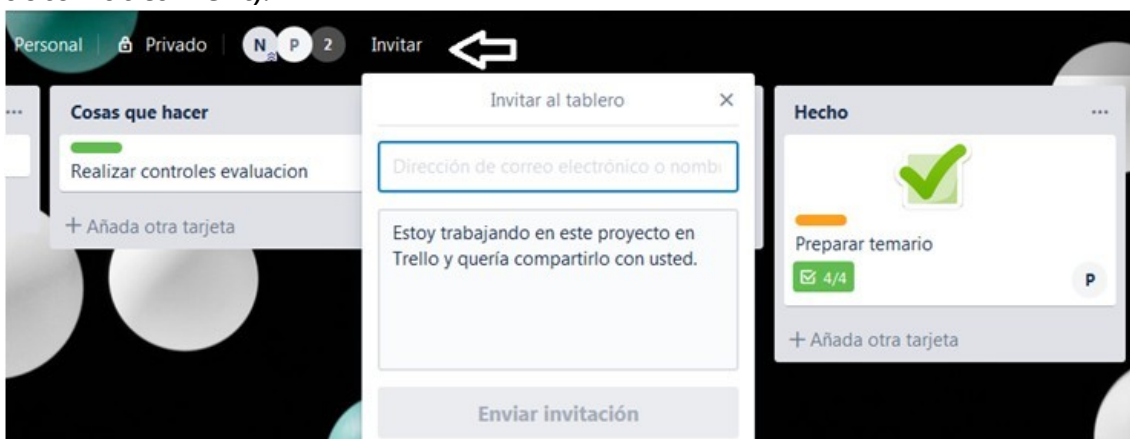 Personal
Privado
N P 2
Invitar
Cosas que hacer
Realizar controles evaluacion
+ Añada otra tarjeta
Invitar al tablero
Dirección de correo electrónico o nombr
Estoy trabajando en este proyecto en
Trello y quería compartirlo con usted.
Enviar invitación
Hecho
Preparar temario
4/4
P
+ Añada otra tarjeta